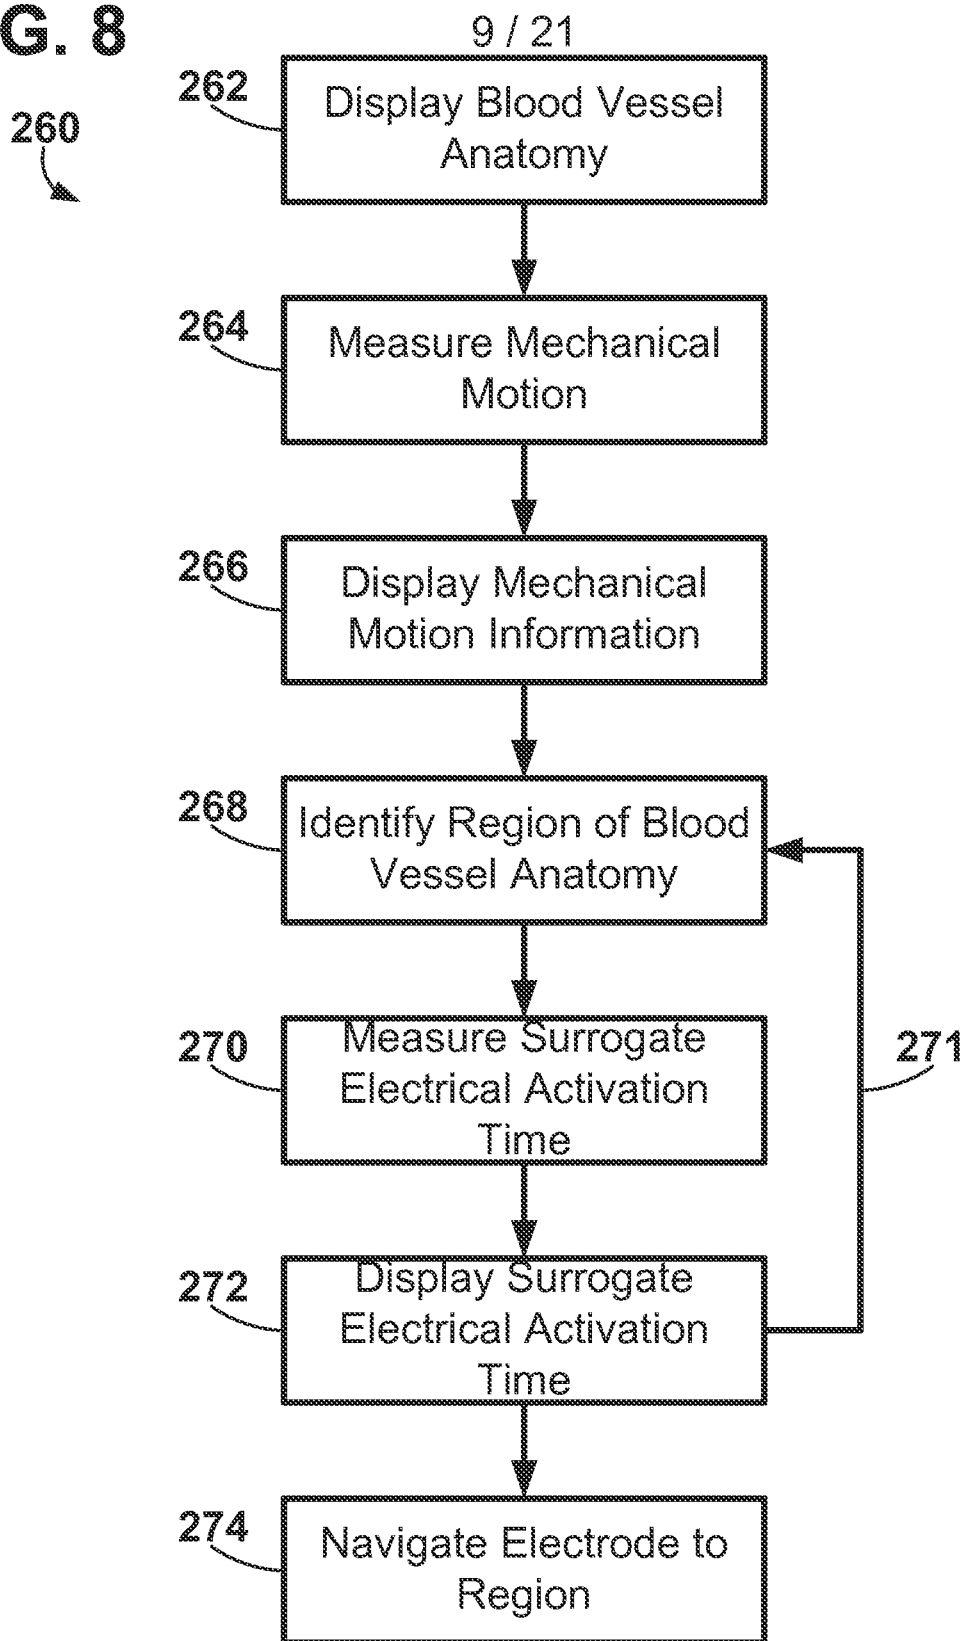 G. 8
9 / 21
262
Display Blood Vessel
Anatomy
260
264
Measure Mechanical
Motion
266
Display Mechanical
Motion Information
268
Identify Region of Blood
Vessel Anatomy
270
Measure Surrogate
Electrical Activation
Time
271
272
Display Surrogate
Electrical Activation
Time
274
Navigate Electrode to
Region